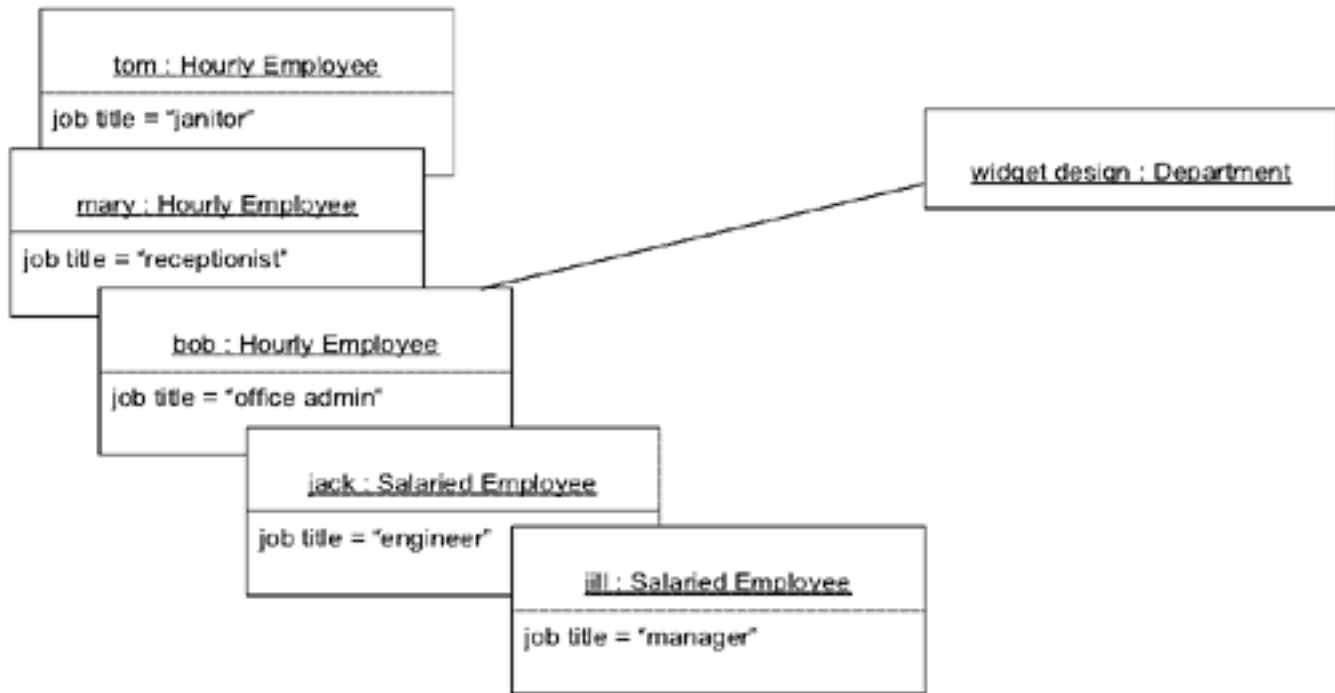 tom : Hourly Employee
job title = "janitor"
mary : Hourly Employee
job title = "receptionist"
bob : Hourly Employee
job title = "office admin"
jack : Salaried Employee
job title = "engineer"
jill : Salaried Employee
job title = "manager"
widget design : Department